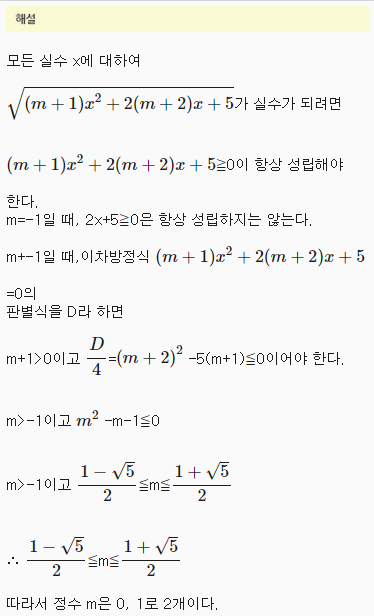 해설
모든 실수 x에 대하여
$\sqrt{(m+1)x^2+2(m+2)x+5}$가 실수가 되려면
$(m+1)x^2+2(m+2)x+5$≧0이 항상 성립해야
한다.
m=-1일 때, 2x+5≧0은 항상 성립하지는 않는다.
m+-1일 때,이차방정식 $(m+1)x^2+2(m+2)x+5$
=0의
판별식을 D라 하면
m+1>0이고 $\frac{D}{4}$=$(m+2)^2$ -5(m+1)≦0이어야 한다.
m>-1이고 $m^2$ -m-1≦0
m>-1이고 $\frac{1-\sqrt{5}}{2}$≦m≦$\frac{1+\sqrt{5}}{2}$
∴ $\frac{1-\sqrt{5}}{2}$≦m≦$\frac{1+\sqrt{5}}{2}$
따라서 정수 m은 0, 1로 2개이다.